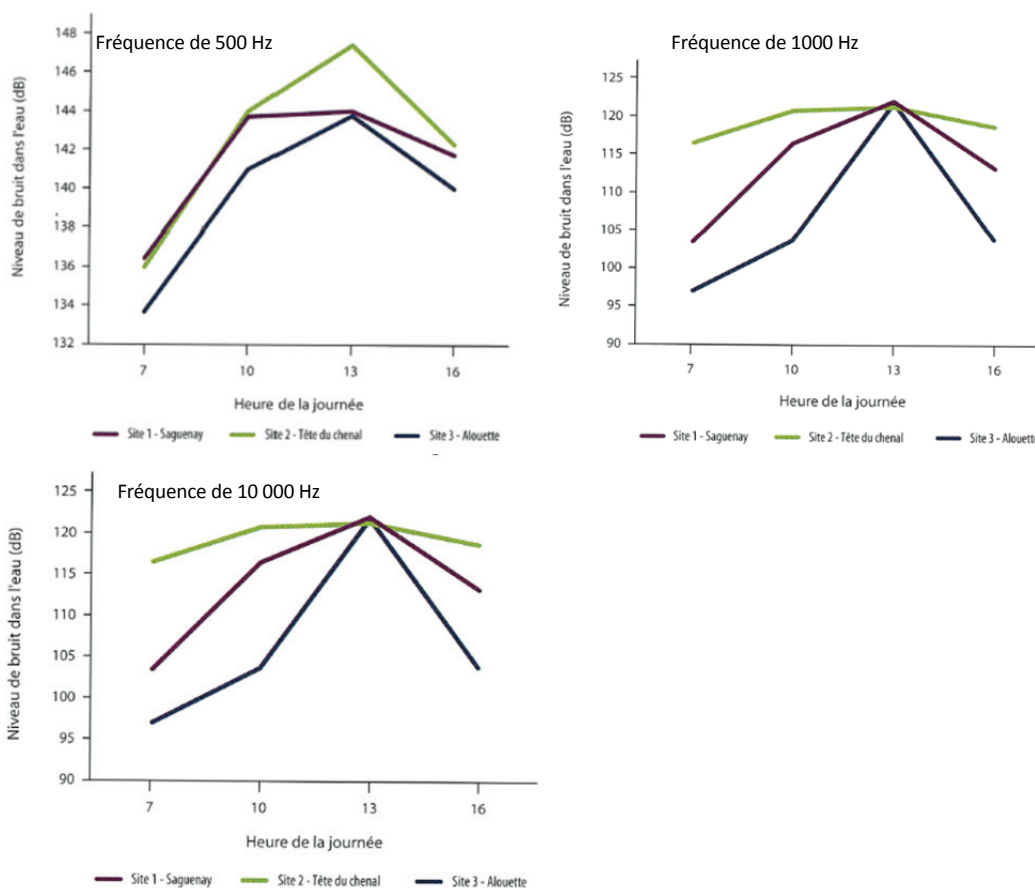 Fréquence de 500 Hz
Niveau de bruit dans l'eau (dB)
148
146
144
142
140
138
136
134
132
7 10 13 16
Heure de la journée
Site 1 - Saguenay Site 2 - Tête du chenal Site 3 - Alouette
Fréquence de 1000 Hz
Niveau de bruit dans l'eau (dB)
125
120
115
110
105
100
95
90
7 10 13 16
Heure de la journée
Site 1 - Saguenay Site 2 - Tête du chenal Site 3 - Alouette
Fréquence de 10 000 Hz
Niveau de bruit dans l'eau (dB)
125
120
115
110
105
100
95
90
7 10 13 16
Heure de la journée
Site 1 - Saguenay Site 2 - Tête du chenal Site 3 - Alouette